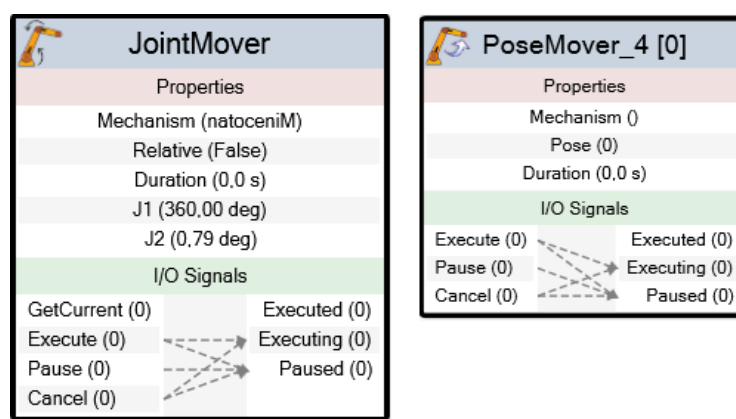 JointMover
Properties
Mechanism (natoceniM)
Relative (False)
Duration (0,0 s)
J1 (360,00 deg)
J2 (0,79 deg)
I/O Signals
GetCurrent (0) Executed (0)
Execute (0) Executing (0)
Pause (0) Paused (0)
Cancel (0)
PoseMover_4 [0]
Properties
Mechanism ()
Pose (0)
Duration (0,0 s)
I/O Signals
Execute (0) Executed (0)
Pause (0) Executing (0)
Cancel (0) Paused (0)